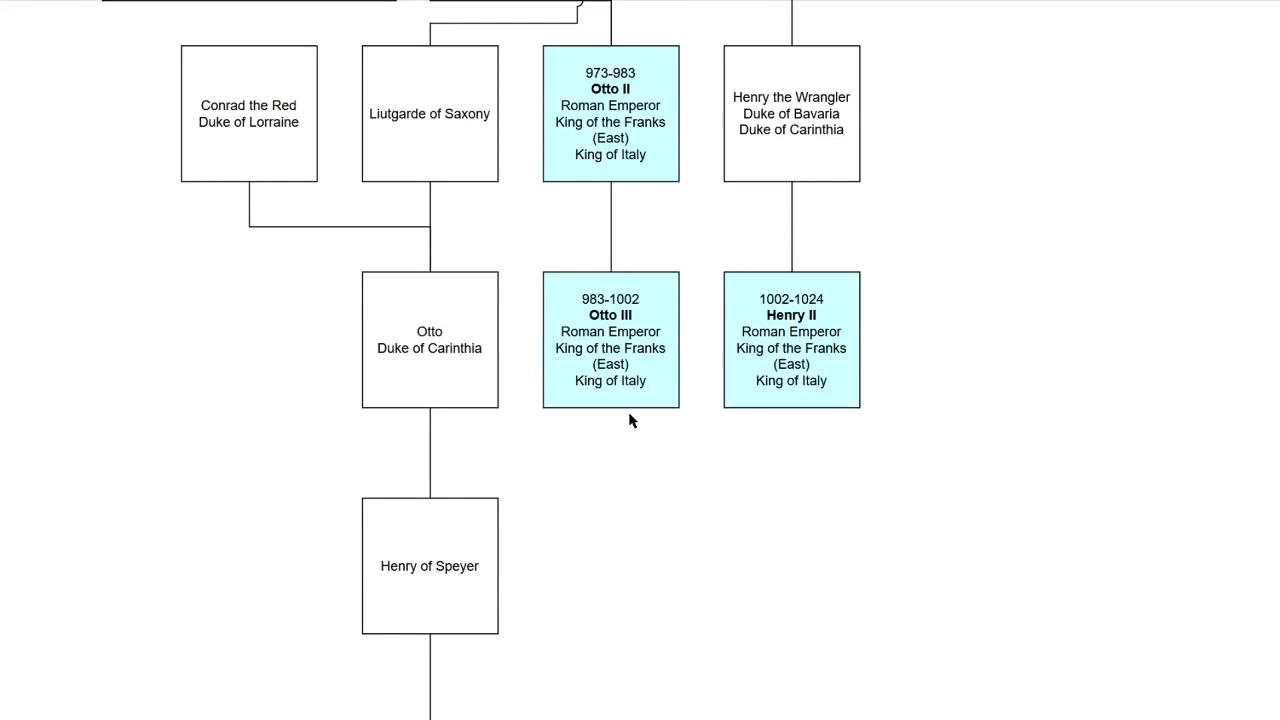 Conrad the Red
Duke of Lorraine
Liutgarde of Saxony
973-983
Otto II
Roman Emperor
King of the Franks
(East)
King of Italy
Henry the Wrangler
Duke of Bavaria
Duke of Carinthia
Otto
Duke of Carinthia
983-1002
Otto III
Roman Emperor
King of the Franks
(East)
King of Italy
1002-1024
Henry II
Roman Emperor
King of the Franks
(East)
King of Italy
Henry of Speyer